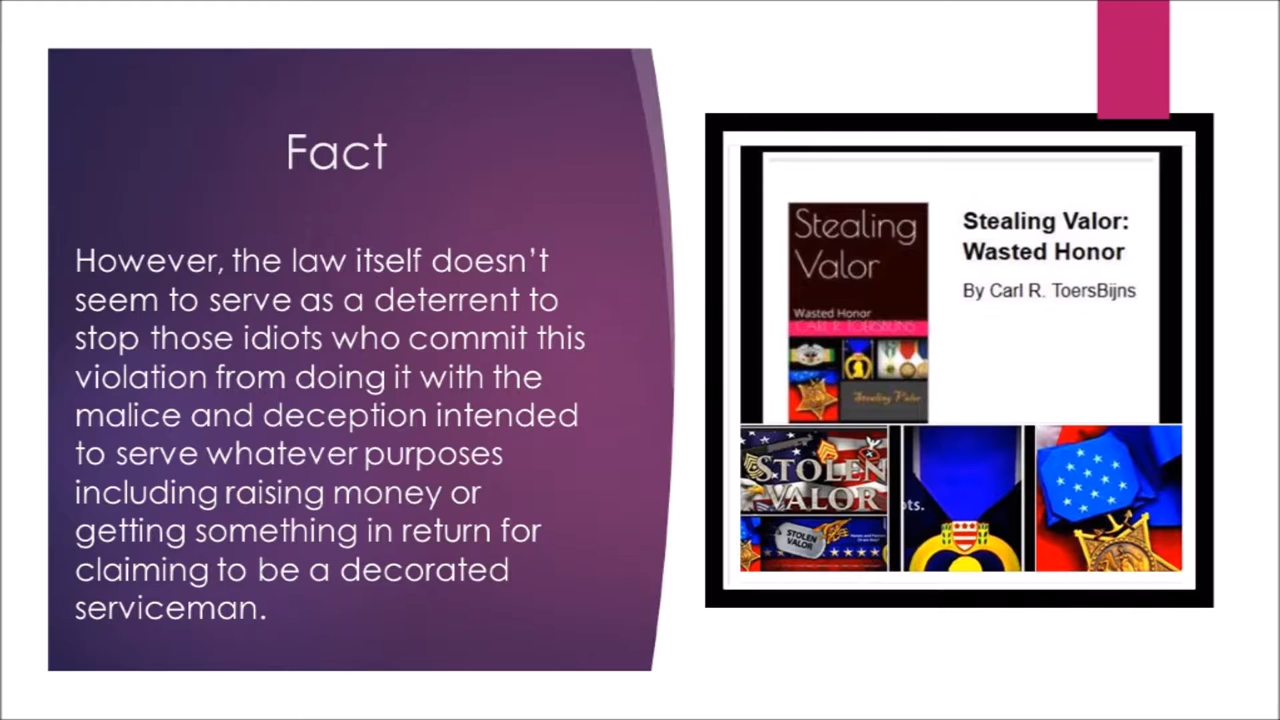 Fact
However, the law itself doesn't
seem to serve as a deterrent to
stop those idiots who commit this
violation from doing it with the
malice and deception intended
to serve whatever purposes
including raising money or
getting something in return for
claiming to be a decorated
serviceman.
Stealing
Valor
Wasted Honor
CARL R TOERSBIJNS
Stealing Valor
Stealing Valor:
Wasted Honor
By Carl R. ToersBijns
STOLEN
VALOR
STOLEN
VALOR
ots.